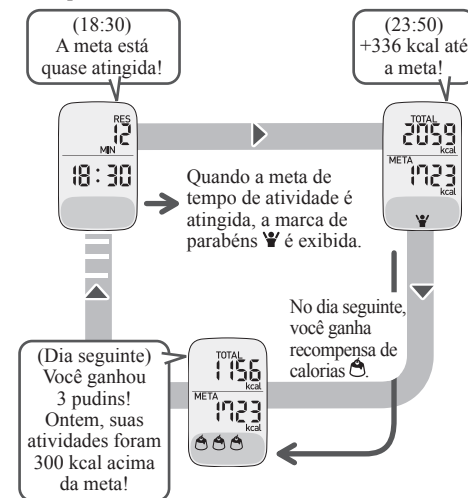 (18:30)
A meta está
quase atingida!
(23:50)
+336 kcal até
a meta!
RES
12
MIN
18:30
TOTAL
2059
kcal
META
1723
kcal
Quando a meta de
tempo de atividade é
atingida, a marca de
parabéns é exibida.
No dia seguinte,
você ganha
recompensa de
calorias
(Dia seguinte)
Você ganhou
3 pudins!
Ontem, suas
atividades foram
300 kcal acima
da meta!
TOTAL
1156
kcal
META
1723
kcal